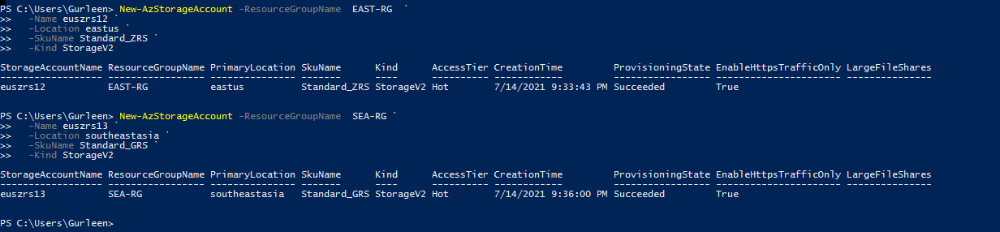 PS C:\Users\Gurleen> New-AzStorageAccount -ResourceGroupName  EAST-RG  `
>>   -Name euszrs12 `
>>   -Location eastus `
>>   -SkuName Standard_ZRS `
>>   -Kind StorageV2
StorageAccountName ResourceGroupName PrimaryLocation SkuName      Kind      AccessTier CreationTime         ProvisioningState EnableHttpsTrafficOnly LargeFileShares
------------------ ----------------- --------------- -------      ----      ---------- ------------         ----------------- ---------------------- ---------------
euszrs12           EAST-RG           eastus          Standard_ZRS StorageV2 Hot        7/14/2021 9:33:43 PM Succeeded         True
PS C:\Users\Gurleen> New-AzStorageAccount -ResourceGroupName  SEA-RG `
>>   -Name euszrs13 `
>>   -Location southeastasia `
>>   -SkuName Standard_GRS `
>>   -Kind StorageV2
StorageAccountName ResourceGroupName PrimaryLocation SkuName      Kind      AccessTier CreationTime         ProvisioningState EnableHttpsTrafficOnly LargeFileShares
------------------ ----------------- --------------- -------      ----      ---------- ------------         ----------------- ---------------------- ---------------
euszrs13           SEA-RG            southeastasia   Standard_GRS StorageV2 Hot        7/14/2021 9:36:00 PM Succeeded         True
PS C:\Users\Gurleen>